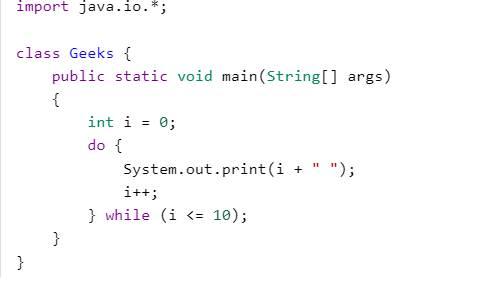 import java.io.*;
class Geeks {
    public static void main(String[] args)
    {
        int i = 0;
        do {
            System.out.print(i + " ");
            i++;
        } while (i <= 10);
    }
}